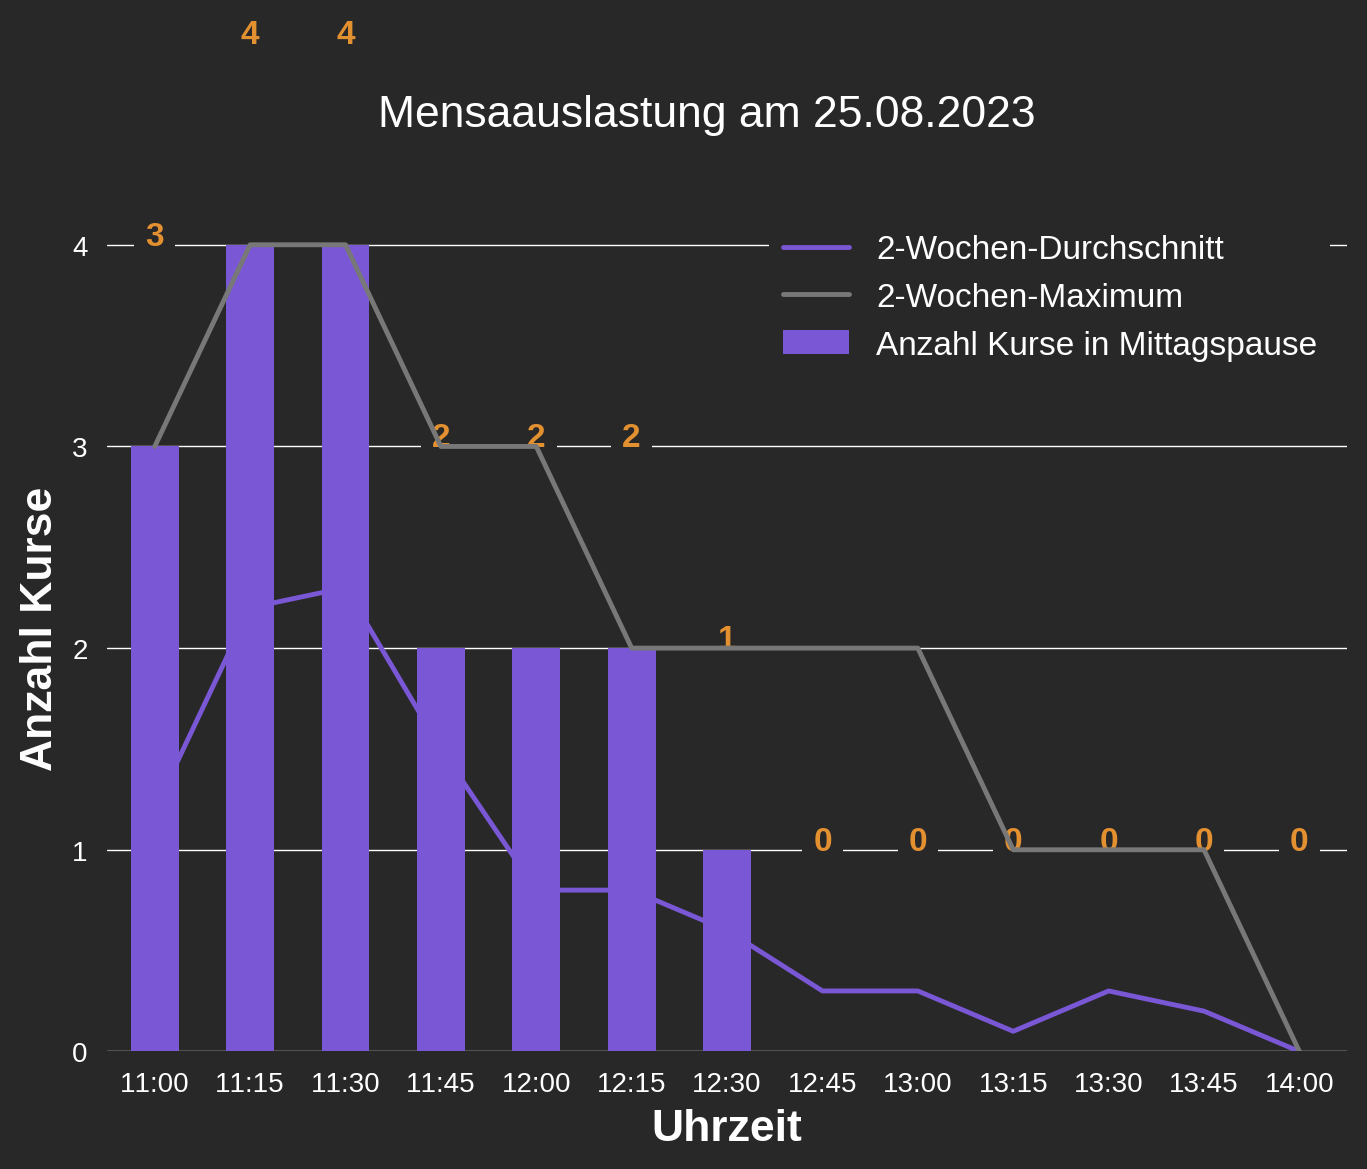 4 4
Mensaauslastung am 25.08.2023
4 3
2-Wochen-Durchschnitt
2-Wochen-Maximum
Anzahl Kurse in Mittagspause
3 2 2 2
Anzahl Kurse
2 1
1 0 0 0 0 0 0
0
11:00 11:15 11:30 11:45 12:00 12:15 12:30 12:45 13:00 13:15 13:30 13:45 14:00
Uhrzeit